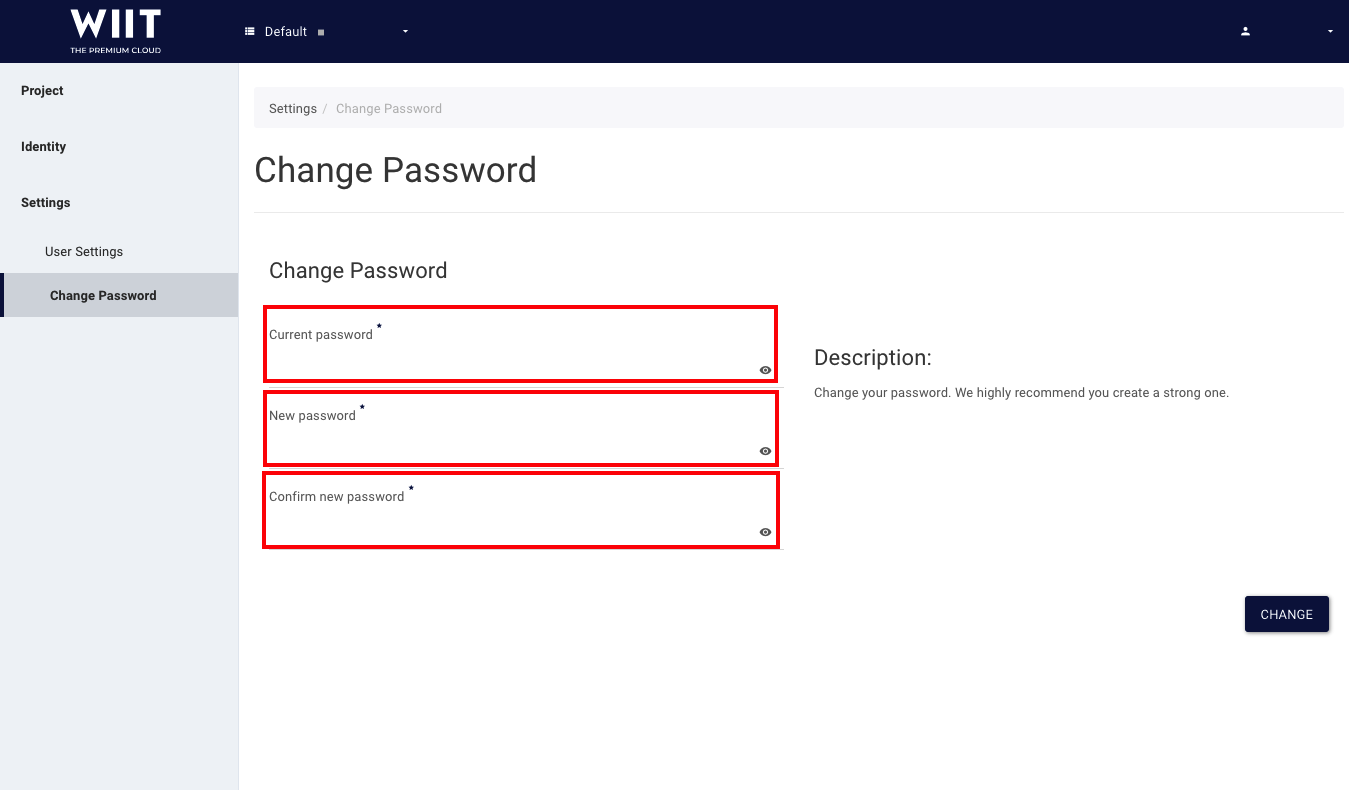 WIIT
THE PREMIUM CLOUD
Default
Project
Identity
Settings
User Settings
Change Password
Settings / Change Password
Change Password
Change Password
Current password *
New password *
Confirm new password *
Description:
Change your password. We highly recommend you create a strong one.
CHANGE